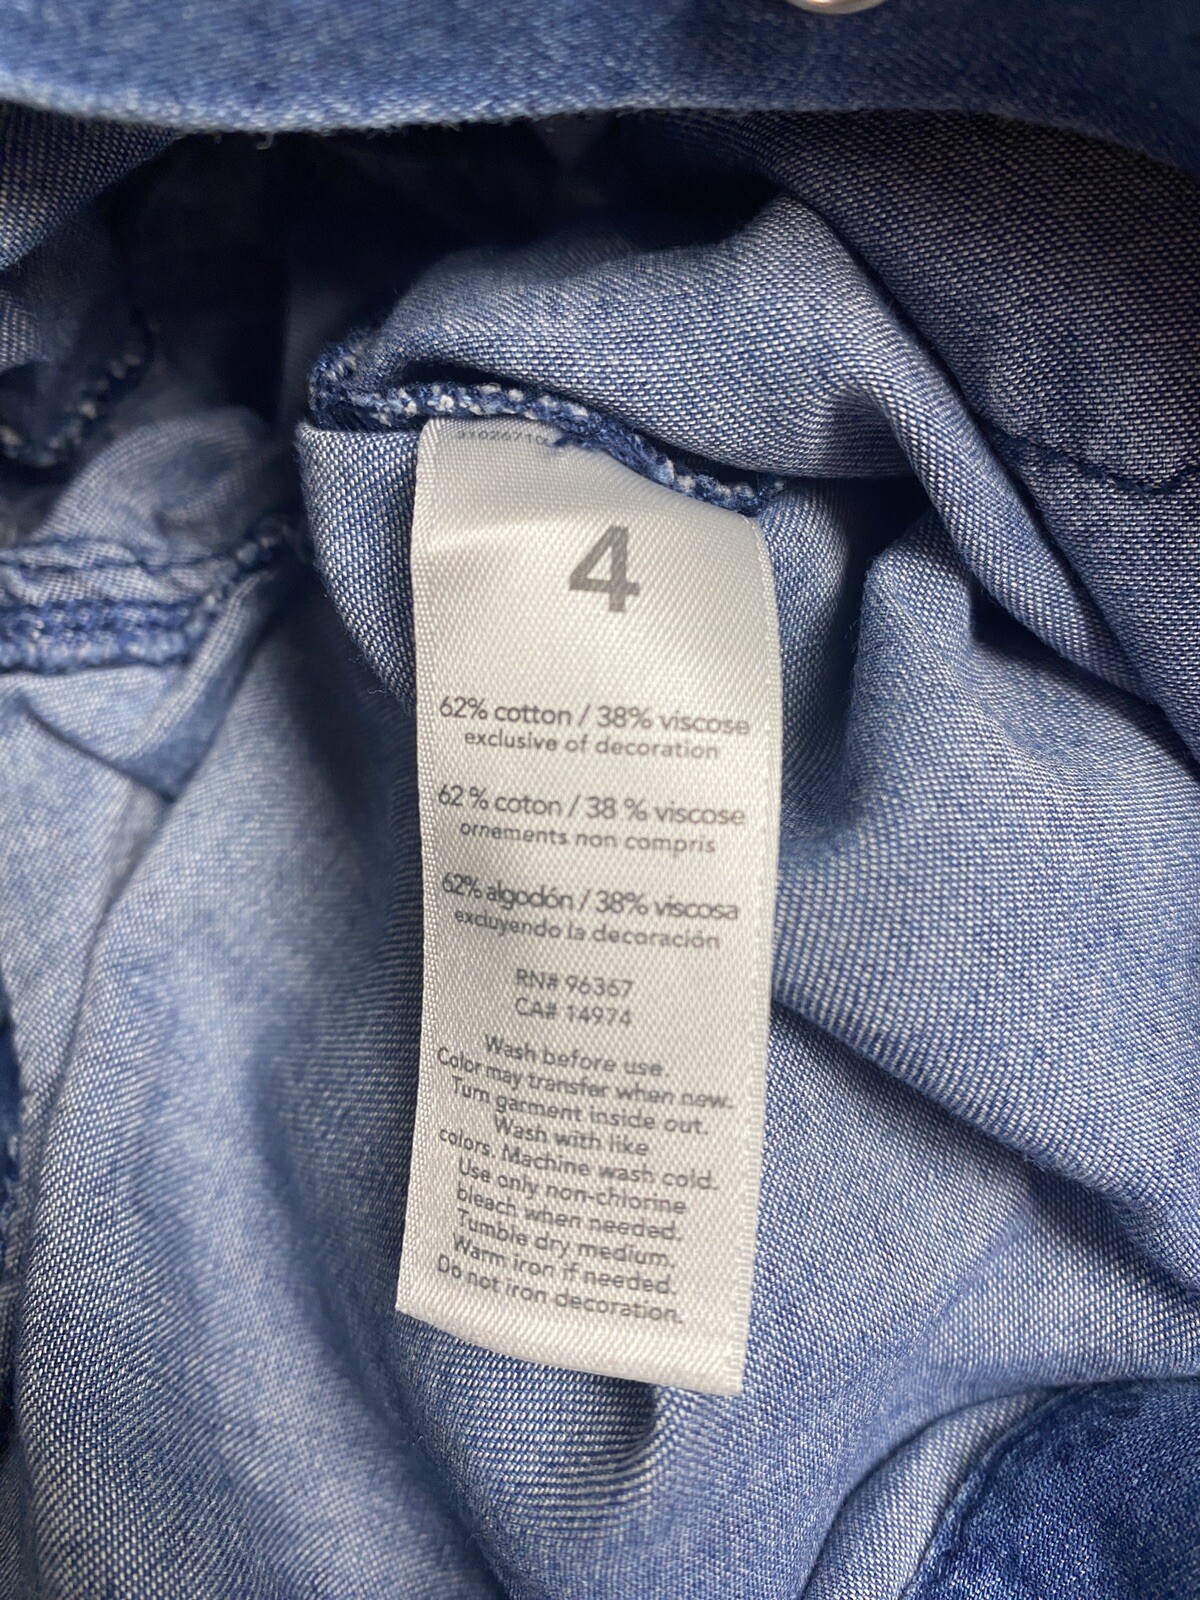 4
62% cotton / 38% viscose
exclusive of decoration
62 % coton / 38 % viscose
ornements non compris
62% algodón / 38% viscosa
excluyendo la decoración
RN# 96367
CA# 14974
Wash before use.
Color may transfer when new.
Turn garment inside out.
Wash with like
colors. Machine wash cold.
Use only non-chlorine
bleach when needed.
Tumble dry medium.
Warm iron if needed.
Do not iron decoration.